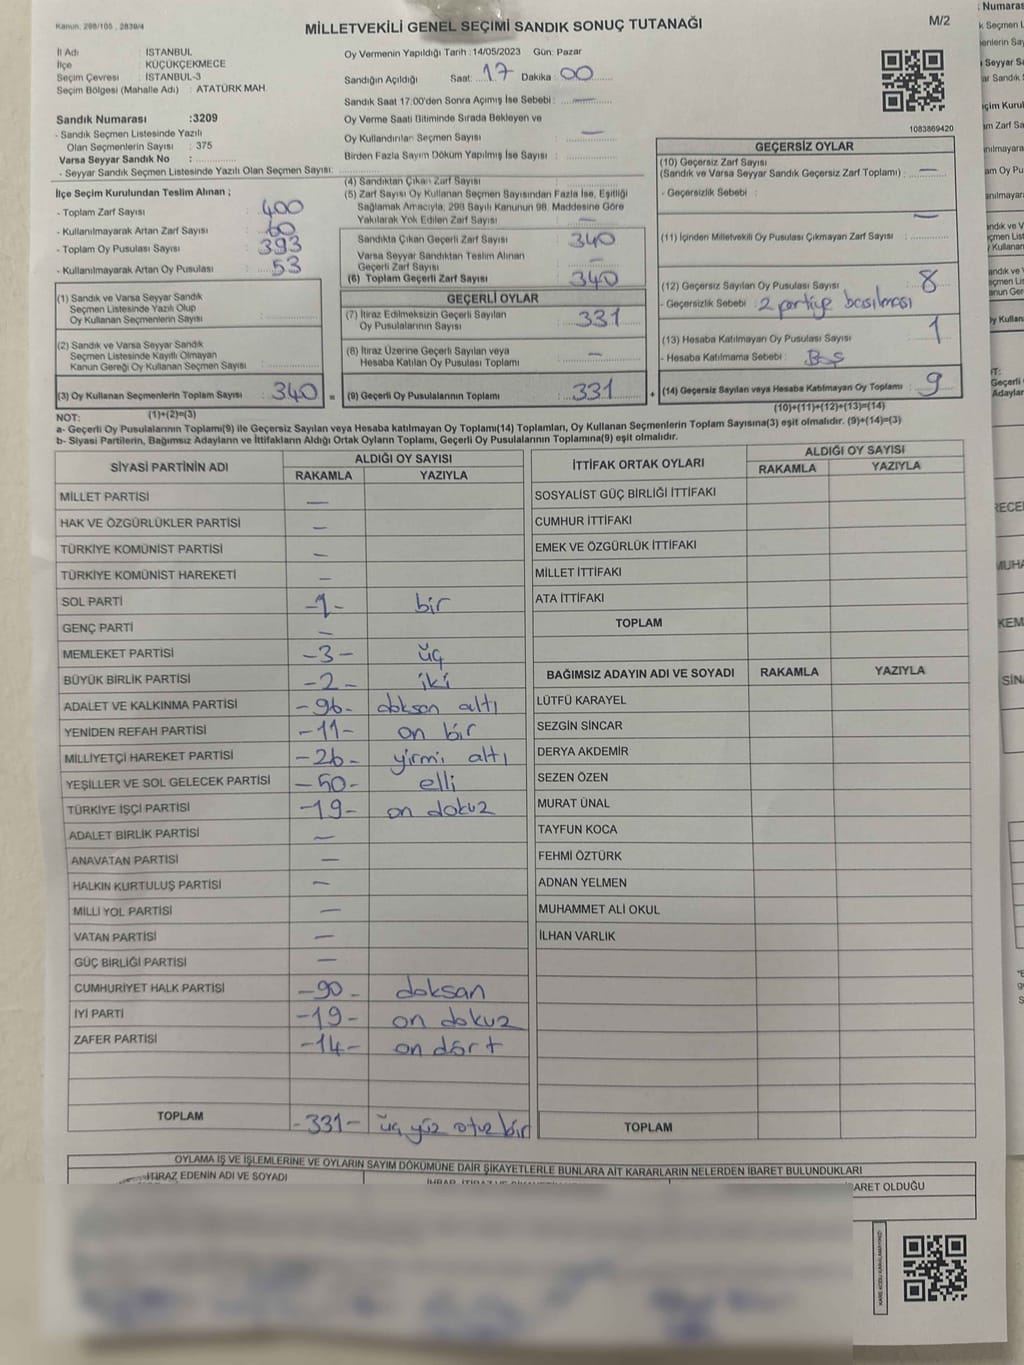 Kanun. 298/105 . 2839/4
MİLLETVEKİLİ GENEL SEÇİMİ SANDIK SONUÇ TUTANAĞI
M/2
İl Adı : İSTANBUL
İlçe : KÜÇÜKÇEKMECE
Seçim Çevresi : İSTANBUL-3
Seçim Bölgesi (Mahalle Adı) : ATATÜRK MAH.
Sandık Numarası :3209
- Sandık Seçmen Listesinde Yazılı
Olan Seçmenlerin Sayısı : 375
Varsa Seyyar Sandık No :
- Seyyar Sandık Seçmen Listesinde Yazılı Olan Seçmen Sayısı:
Oy Vermenin Yapıldığı Tarih :14/05/2023 Gün: Pazar
Sandığın Açıldığı Saat: 17 Dakika : 00
Sandık Saat 17:00'den Sonra Açımış İse Sebebi : —
Oy Verme Saati Bitiminde Sırada Bekleyen ve
Oy Kullandırılan Seçmen Sayısı : —
Birden Fazla Sayım Döküm Yapılmış İse Sayısı :
1083869420
İlçe Seçim Kurulundan Teslim Alınan ;
- Toplam Zarf Sayısı : 400
- Kullanılmayarak Artan Zarf Sayısı : 60
- Toplam Oy Pusulası Sayısı : 393
- Kullanılmayarak Artan Oy Pusulası : 53
(1) Sandık ve Varsa Seyyar Sandık
Seçmen Listesinde Yazılı Olup
Oy Kullanan Seçmenlerin Sayısı :
(2) Sandık ve Varsa Seyyar Sandık
Seçmen Listesinde Kayıtlı Olmayan
Kanun Gereği Oy Kullanan Seçmen Sayısı :
(3) Oy Kullanan Seçmenlerin Toplam Sayısı : 340 =
(1)+(2)=(3)
(4) Sandıktan Çıkan Zarf Sayısı :
(5) Zarf Sayısı Oy Kullanan Seçmen Sayısından Fazla İse, Eşitliği
Sağlamak Amacıyla, 298 Sayılı Kanunun 98. Maddesine Göre
Yakılarak Yok Edilen Zarf Sayısı : —
Sandıkta Çıkan Geçerli Zarf Sayısı : 340
Varsa Seyyar Sandıktan Teslim Alınan
Geçerli Zarf Sayısı : —
(6) Toplam Geçerli Zarf Sayısı : 340
GEÇERLİ OYLAR
(7) İtiraz Edilmeksizin Geçerli Sayılan
Oy Pusulalarının Sayısı : 331
(8) İtiraz Üzerine Geçerli Sayılan veya
Hesaba Katılan Oy Pusulası Toplamı : —
(9) Geçerli Oy Pusulalarının Toplamı : 331 +
GEÇERSİZ OYLAR
(10) Geçersiz Zarf Sayısı
(Sandık ve Varsa Seyyar Sandık Geçersiz Zarf Toplamı) : —
- Geçersizlik Sebebi : —
(11) İçinden Milletvekili Oy Pusulası Çıkmayan Zarf Sayısı :
(12) Geçersiz Sayılan Oy Pusulası Sayısı : 8
- Geçersizlik Sebebi : 2 partiye basılması
(13) Hesaba Katılmayan Oy Pusulası Sayısı : 1
- Hesaba Katılmama Sebebi : Boş
(14) Geçersiz Sayılan veya Hesaba Katılmayan Oy Toplamı : 9
(10)+(11)+(12)+(13)=(14)
NOT:
a- Geçerli Oy Pusulaları Toplamı(9) ile Geçersiz Sayılan veya Hesaba katılmayan Oy Toplamı(14) Toplamları, Oy Kullanan Seçmenlerin Toplam Sayısına(3) eşit olmalıdır. (9)+(14)=(3)
b- Siyasi Partilerin, Bağımsız Adayların ve İttifakların Aldığı Ortak Oyların Toplamı, Geçerli Oy Pusulalarının Toplamına(9) eşit olmalıdır.
SİYASİ PARTİNİN ADI
ALDIĞI OY SAYISI
RAKAMLA YAZIYLA
MİLLET PARTİSİ —
HAK VE ÖZGÜRLÜKLER PARTİSİ —
TÜRKİYE KOMÜNİST PARTİSİ —
TÜRKİYE KOMÜNİST HAREKETİ —
SOL PARTİ -1- bir
GENÇ PARTİ —
MEMLEKET PARTİSİ -3- üç
BÜYÜK BİRLİK PARTİSİ -2- iki
ADALET VE KALKINMA PARTİSİ -96- doksan altı
YENİDEN REFAH PARTİSİ -11- on bir
MİLLİYETÇİ HAREKET PARTİSİ -26- yirmi altı
YEŞİLLER VE SOL GELECEK PARTİSİ -50- elli
TÜRKİYE İŞÇİ PARTİSİ -19- on dokuz
ADALET BİRLİK PARTİSİ —
ANAVATAN PARTİSİ —
HALKIN KURTULUŞ PARTİSİ —
MİLLİ YOL PARTİSİ —
VATAN PARTİSİ —
GÜÇ BİRLİĞİ PARTİSİ —
CUMHURİYET HALK PARTİSİ -90- doksan
İYİ PARTİ -19- on dokuz
ZAFER PARTİSİ -14- on dört
TOPLAM -331- üç yüz otuz bir
İTTİFAK ORTAK OYLARI
ALDIĞI OY SAYISI
RAKAMLA YAZIYLA
SOSYALİST GÜÇ BİRLİĞİ İTTİFAKI
CUMHUR İTTİFAKI
EMEK VE ÖZGÜRLÜK İTTİFAKI
MİLLET İTTİFAKI
ATA İTTİFAKI
TOPLAM
BAĞIMSIZ ADAYIN ADI VE SOYADI RAKAMLA YAZIYLA
LÜTFÜ KARAYEL
SEZGİN SİNCAR
DERYA AKDEMİR
SEZEN ÖZEN
MURAT ÜNAL
TAYFUN KOCA
FEHMİ ÖZTÜRK
ADNAN YELMEN
MUHAMMET ALİ OKUL
İLHAN VARLIK
TOPLAM
OYLAMA İŞ VE İŞLEMLERİNE VE OYLARIN SAYIM DÖKÜMÜNE DAİR ŞİKAYETLERLE BUNLARA AİT KARARLARIN NELERDEN İBARET BULUNDUKLARI
İTİRAZ EDENİN ADI VE SOYADI
BARET OLDUĞU